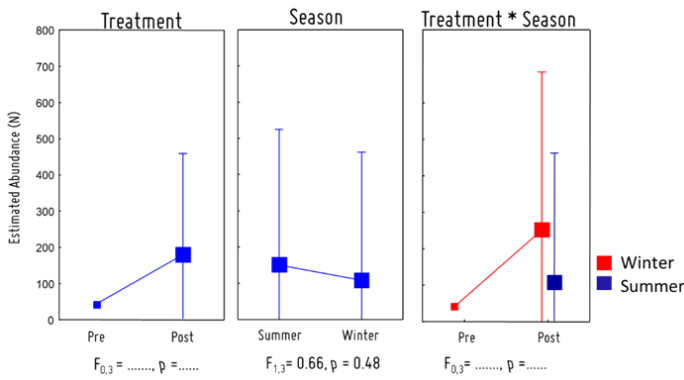 Treatment
Season
Treatment * Season
Estimated Abundance (N)
800
700
600
500
400
300
200
100
0
Pre Post
Summer Winter
Pre Post
Winter
Summer
F0,3 = ......., p =......
F1,3= 0.66, p = 0.48
F0,3= ......., p=......